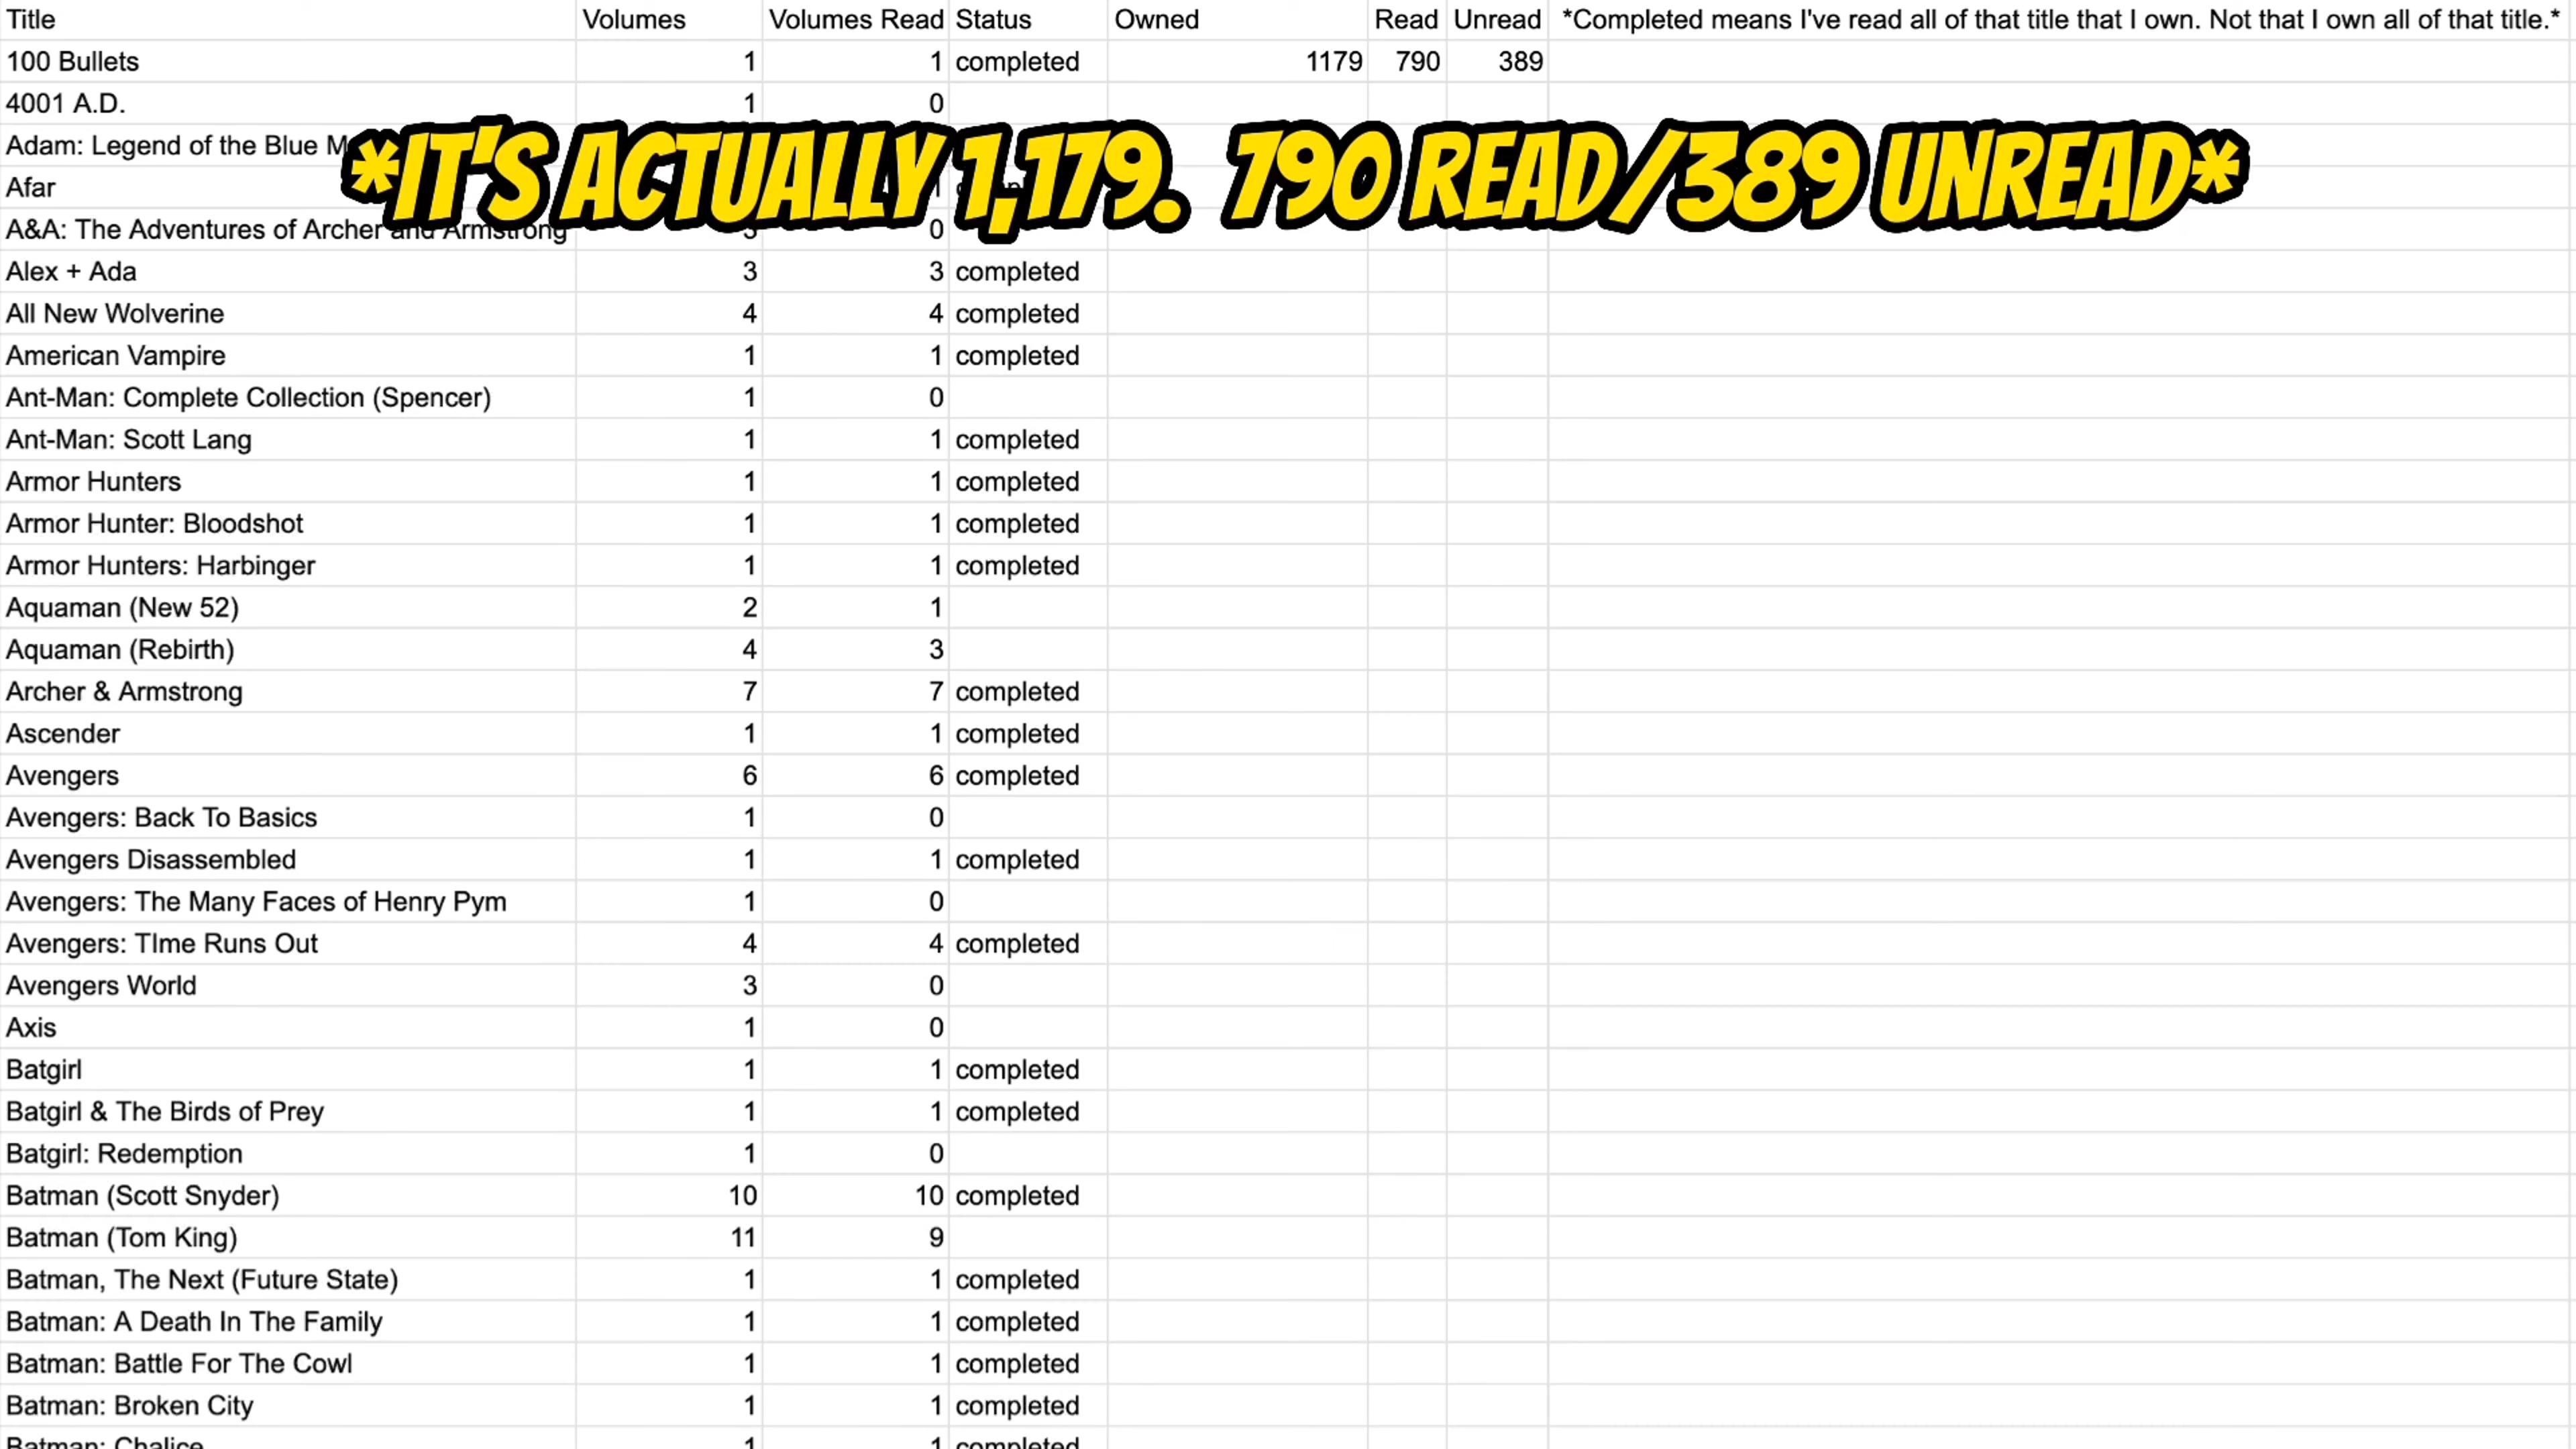 Title Volumes Volumes Read Status Owned Read Unread *Completed means I've read all of that title that I own. Not that I own all of that title.*
100 Bullets 1 1 completed 1179 790 389
4001 A.D. 1 0
*IT'S ACTUALLY 1,179. 790 READ/389 UNREAD*
Adam: Legend of the Blue
Afar
A&A: The Adventures of Archer and Armstrong 3 0
Alex + Ada 3 3 completed
All New Wolverine 4 4 completed
American Vampire 1 1 completed
Ant-Man: Complete Collection (Spencer) 1 0
Ant-Man: Scott Lang 1 1 completed
Armor Hunters 1 1 completed
Armor Hunter: Bloodshot 1 1 completed
Armor Hunters: Harbinger 1 1 completed
Aquaman (New 52) 2 1
Aquaman (Rebirth) 4 3
Archer & Armstrong 7 7 completed
Ascender 1 1 completed
Avengers 6 6 completed
Avengers: Back To Basics 1 0
Avengers Disassembled 1 1 completed
Avengers: The Many Faces of Henry Pym 1 0
Avengers: TIme Runs Out 4 4 completed
Avengers World 3 0
Axis 1 0
Batgirl 1 1 completed
Batgirl & The Birds of Prey 1 1 completed
Batgirl: Redemption 1 0
Batman (Scott Snyder) 10 10 completed
Batman (Tom King) 11 9
Batman, The Next (Future State) 1 1 completed
Batman: A Death In The Family 1 1 completed
Batman: Battle For The Cowl 1 1 completed
Batman: Broken City 1 1 completed
Batman: Chalice 1 1 completed